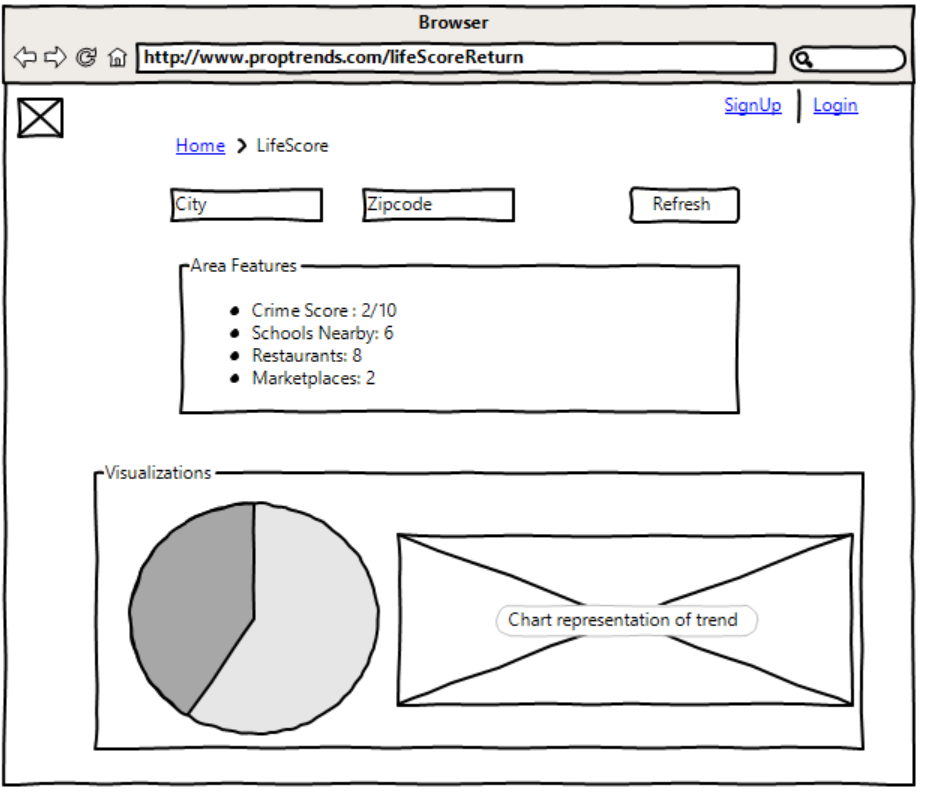 Browser
http://www.proptrends.com/lifeScoreReturn
SignUp Login
Home LifeScore
City Zipcode Refresh
Area Features
Crime Score : 2/10
Schools Nearby: 6
Restaurants: 8
Marketplaces: 2
Visualizations
Chart representation of trend